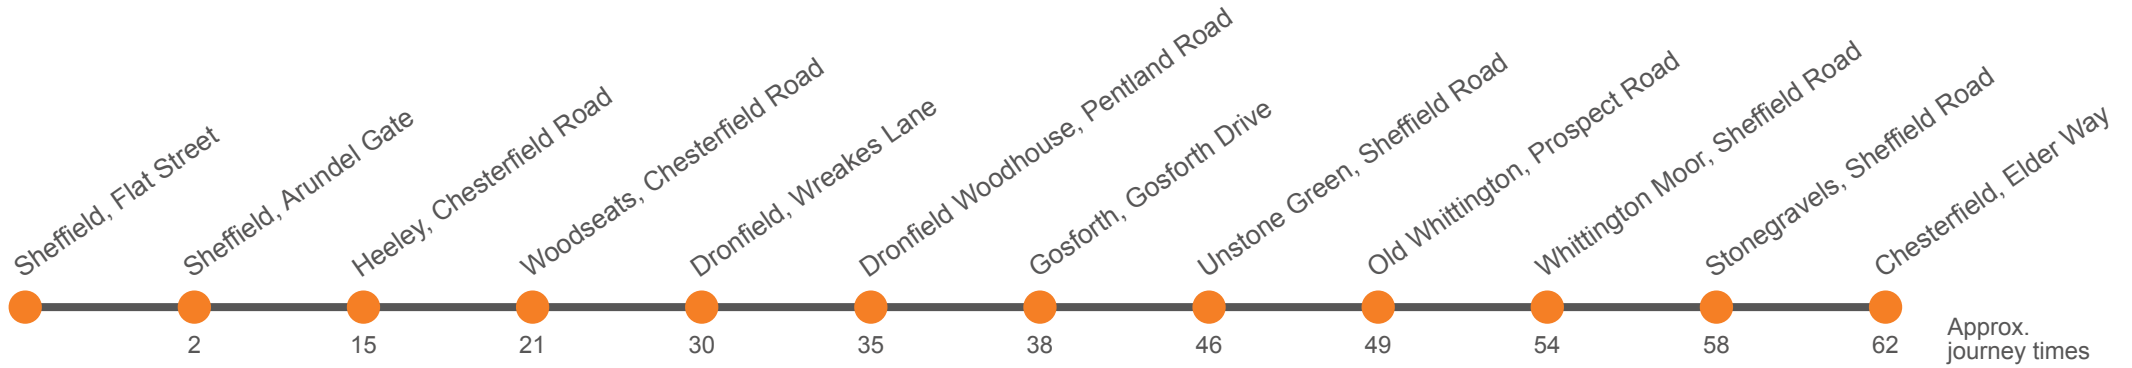 Sheffield, Flat Street
Sheffield, Arundel Gate
Heeley, Chesterfield Road
Woodseats, Chesterfield Road
Dronfield, Wreakes Lane
Dronfield Woodhouse, Pentland Road
Gosforth, Gosforth Drive
Unstone Green, Sheffield Road
Old Whittington, Prospect Road
Whittington Moor, Sheffield Road
Stonegravels, Sheffield Road
Chesterfield, Elder Way
2
15
21
30
35
38
46
49
54
58
62
Approx.
journey times